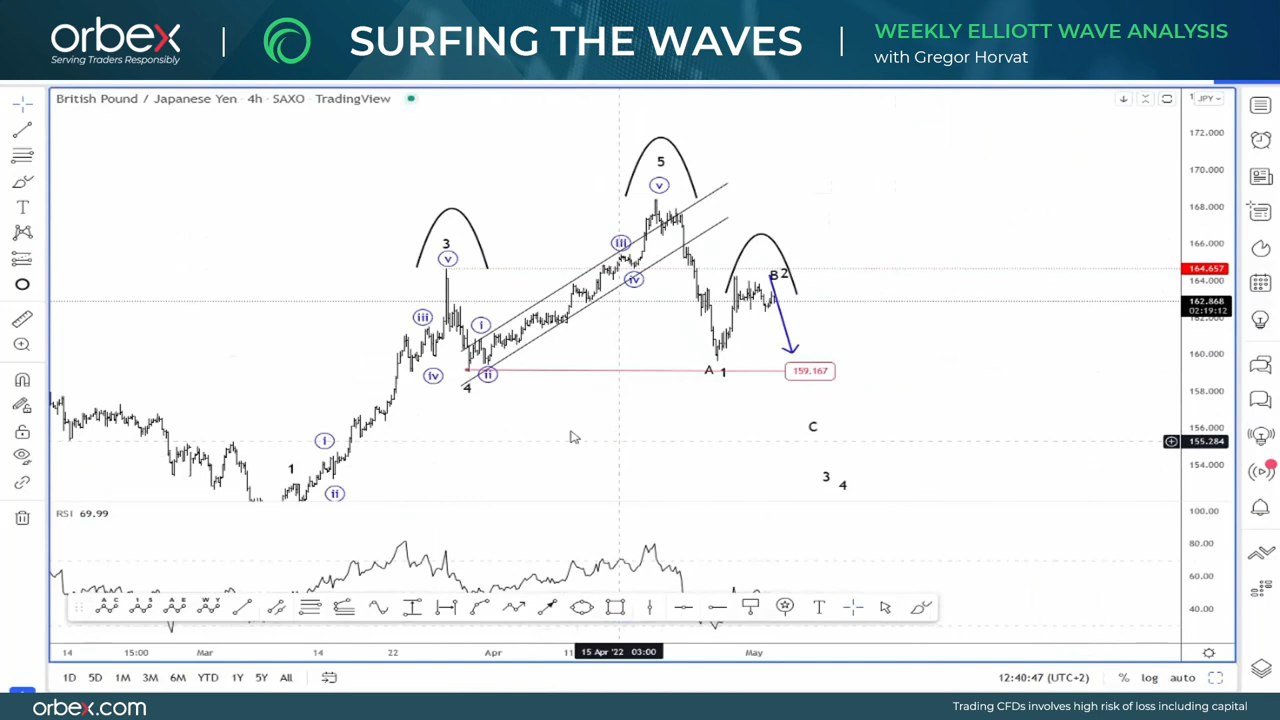 orbex
Serving Traders Responsibly
SURFING THE WAVES
WEEKLY ELLIOTT WAVE ANALYSIS
with Gregor Horvat
British Pound / Japanese Yen · 4h · SAXO · TradingView
JPY
172.000
170.000
168.000
166.000
164.657
164.000
162.868
02:19:12
162.000
160.000
158.000
156.000
155.284
154.000
5
v
3
v
iii
iii
iv
i
B 2
iv
ii
4
A 1
159.167
i
C
1
ii
3
4
RSI 69.99
100.00
80.00
60.00
40.00
14 15:00 Mar 14 22 Apr 11 15 Apr '22 03:00 May
1D 5D 1M 3M 6M YTD 1Y 5Y All
12:40:47 (UTC+2) % log auto
orbex.com
Trading CFDs involves high risk of loss including capital